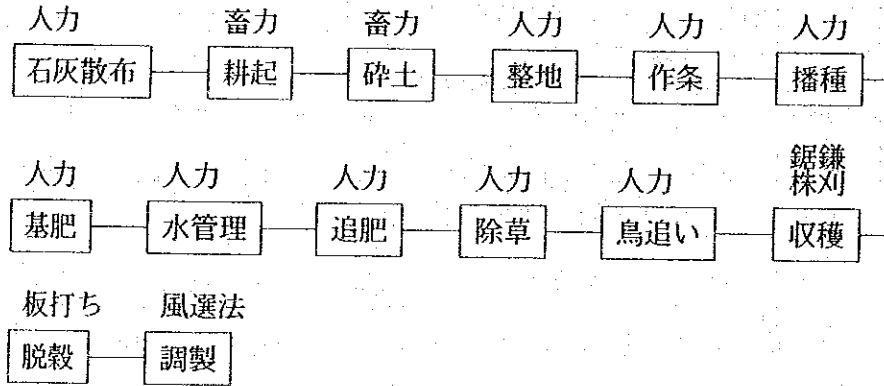 人力 畜力 畜力 人力 人力 人力
石灰散布 耕起 砕土 整地 作条 播種
人力 人力 人力 人力 人力 鋸鎌株刈
基肥 水管理 追肥 除草 鳥追い 収穫
板打ち 風選法
脱穀 調製